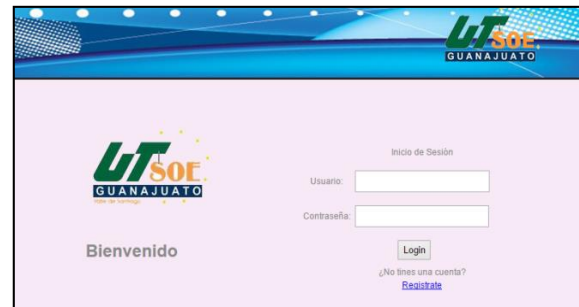 UTSOE
GUANAJUATO
UTSOE
GUANAJUATO
Inicio de Sesión
Usuario:
Contraseña:
Bienvenido
Login
¿No tines una cuenta?
Registrate